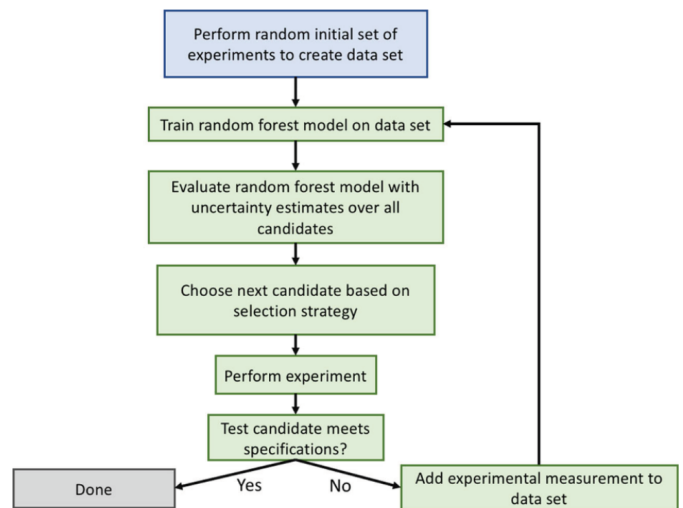 Perform random initial set of
experiments to create data set
Train random forest model on data set
Evaluate random forest model with
uncertainty estimates over all
candidates
Choose next candidate based on
selection strategy
Perform experiment
Test candidate meets
specifications?
Yes
No
Done
Add experimental measurement to
data set